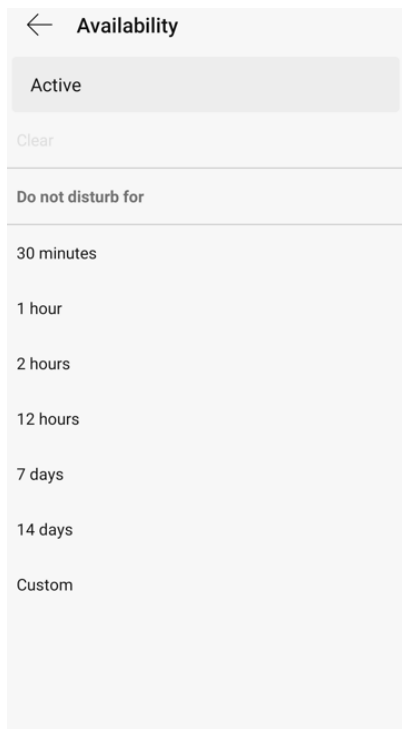 Availability
Active
Clear
Do not disturb for
30 minutes
1 hour
2 hours
12 hours
7 days
14 days
Custom